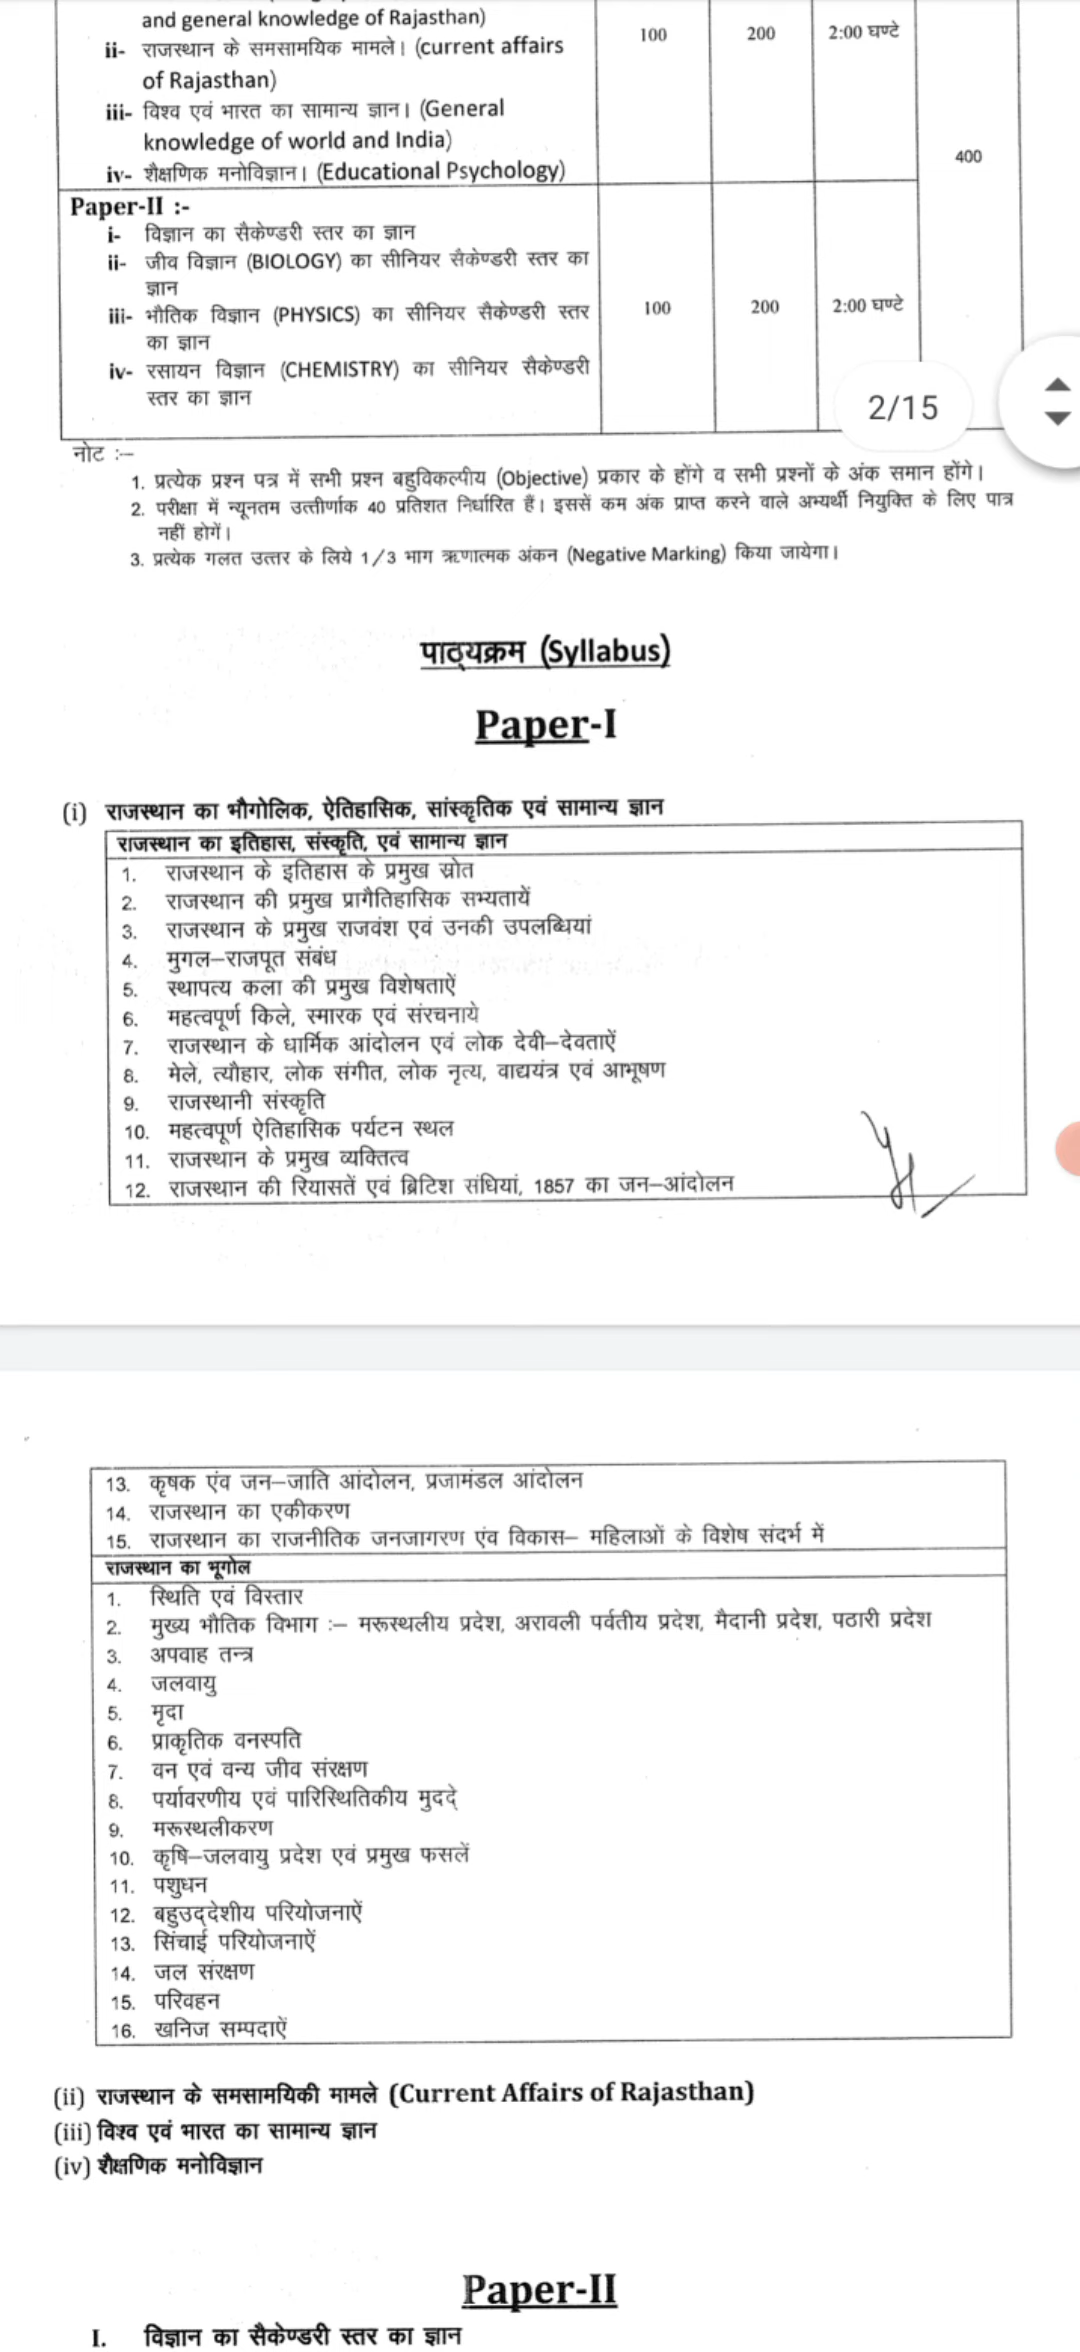 and general knowledge of Rajasthan)
ii- राजस्थान के समसामयिक मामले। (current affairs
of Rajasthan)
iii- विश्व एवं भारत का सामान्य ज्ञान। (General
knowledge of world and India)
iv- शैक्षणिक मनोविज्ञान। (Educational Psychology)
100 200 2:00 घण्टे
400
Paper-II :-
i- विज्ञान का सैकेण्डरी स्तर का ज्ञान
ii- जीव विज्ञान (BIOLOGY) का सीनियर सैकेण्डरी स्तर का
ज्ञान
iii- भौतिक विज्ञान (PHYSICS) का सीनियर सैकेण्डरी स्तर
का ज्ञान
iv- रसायन विज्ञान (CHEMISTRY) का सीनियर सैकेण्डरी
स्तर का ज्ञान
100 200 2:00 घण्टे
2/15
नोट :–
1. प्रत्येक प्रश्न पत्र में सभी प्रश्न बहुविकल्पीय (Objective) प्रकार के होंगे व सभी प्रश्नों के अंक समान होंगे।
2. परीक्षा में न्यूनतम उत्तीर्णाक 40 प्रतिशत निर्धारित हैं। इससें कम अंक प्राप्त करने वाले अभ्यर्थी नियुक्ति के लिए पात्र
नहीं होगें।
3. प्रत्येक गलत उत्तर के लिये 1/3 भाग ऋणात्मक अंकन (Negative Marking) किया जायेगा।
पाठ्यक्रम (Syllabus)
Paper-I
(i) राजस्थान का भौगोलिक, ऐतिहासिक, सांस्कृतिक एवं सामान्य ज्ञान
राजस्थान का इतिहास, संस्कृति, एवं सामान्य ज्ञान
1. राजस्थान के इतिहास के प्रमुख स्रोत
2. राजस्थान की प्रमुख प्रागैतिहासिक सभ्यतायें
3. राजस्थान के प्रमुख राजवंश एवं उनकी उपलब्धियां
4. मुगल–राजपूत संबंध
5. स्थापत्य कला की प्रमुख विशेषताऐं
6. महत्वपूर्ण किले, स्मारक एवं संरचनाये
7. राजस्थान के धार्मिक आंदोलन एवं लोक देवी–देवताऐं
8. मेले, त्यौहार, लोक संगीत, लोक नृत्य, वाद्ययंत्र एवं आभूषण
9. राजस्थानी संस्कृति
10. महत्वपूर्ण ऐतिहासिक पर्यटन स्थल
11. राजस्थान के प्रमुख व्यक्तित्व
12. राजस्थान की रियासतें एवं ब्रिटिश संधियां, 1857 का जन–आंदोलन
13. कृषक एंव जन–जाति आंदोलन, प्रजामंडल आंदोलन
14. राजस्थान का एकीकरण
15. राजस्थान का राजनीतिक जनजागरण एंव विकास– महिलाओं के विशेष संदर्भ में
राजस्थान का भूगोल
1. स्थिति एवं विस्तार
2. मुख्य भौतिक विभाग :– मरूस्थलीय प्रदेश, अरावली पर्वतीय प्रदेश, मैदानी प्रदेश, पठारी प्रदेश
3. अपवाह तन्त्र
4. जलवायु
5. मृदा
6. प्राकृतिक वनस्पति
7. वन एवं वन्य जीव संरक्षण
8. पर्यावरणीय एवं पारिस्थितिकीय मुददे
9. मरूस्थलीकरण
10. कृषि–जलवायु प्रदेश एवं प्रमुख फसलें
11. पशुधन
12. बहुउद्देशीय परियोजनाऐं
13. सिंचाई परियोजनाऐं
14. जल संरक्षण
15. परिवहन
16. खनिज सम्पदाऐं
(ii) राजस्थान के समसामयिकी मामले (Current Affairs of Rajasthan)
(iii) विश्व एवं भारत का सामान्य ज्ञान
(iv) शैक्षणिक मनोविज्ञान
Paper-II
I. विज्ञान का सैकेण्डरी स्तर का ज्ञान